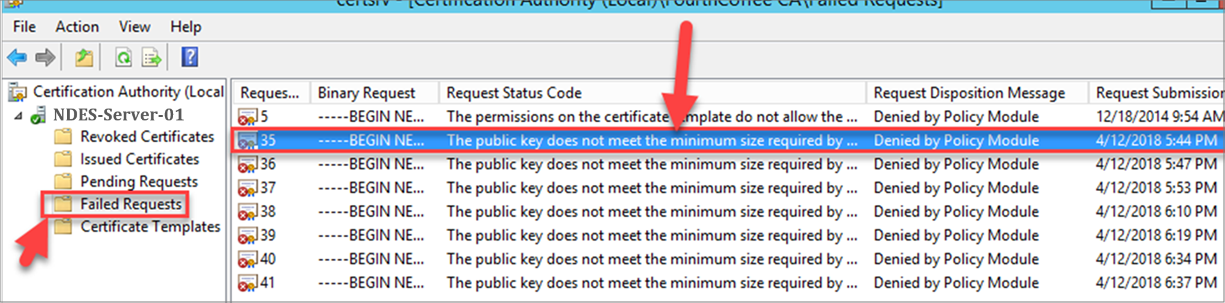 certsrv - [Certification Authority (Local)\FourthCoffee CA\Failed Requests]
File Action View Help
Certification Authority (Local
NDES-Server-01
Revoked Certificates
Issued Certificates
Pending Requests
Failed Requests
Certificate Templates
Reques... Binary Request Request Status Code Request Disposition Message Request Submission
5 -----BEGIN NE... The permissions on the certificate template do not allow the ... Denied by Policy Module 12/18/2014 9:54 AM
35 -----BEGIN NE... The public key does not meet the minimum size required by ... Denied by Policy Module 4/12/2018 5:44 PM
36 -----BEGIN NE... The public key does not meet the minimum size required by ... Denied by Policy Module 4/12/2018 5:47 PM
37 -----BEGIN NE... The public key does not meet the minimum size required by ... Denied by Policy Module 4/12/2018 5:53 PM
38 -----BEGIN NE... The public key does not meet the minimum size required by ... Denied by Policy Module 4/12/2018 6:10 PM
39 -----BEGIN NE... The public key does not meet the minimum size required by ... Denied by Policy Module 4/12/2018 6:19 PM
40 -----BEGIN NE... The public key does not meet the minimum size required by ... Denied by Policy Module 4/12/2018 6:34 PM
41 -----BEGIN NE... The public key does not meet the minimum size required by ... Denied by Policy Module 4/12/2018 6:37 PM